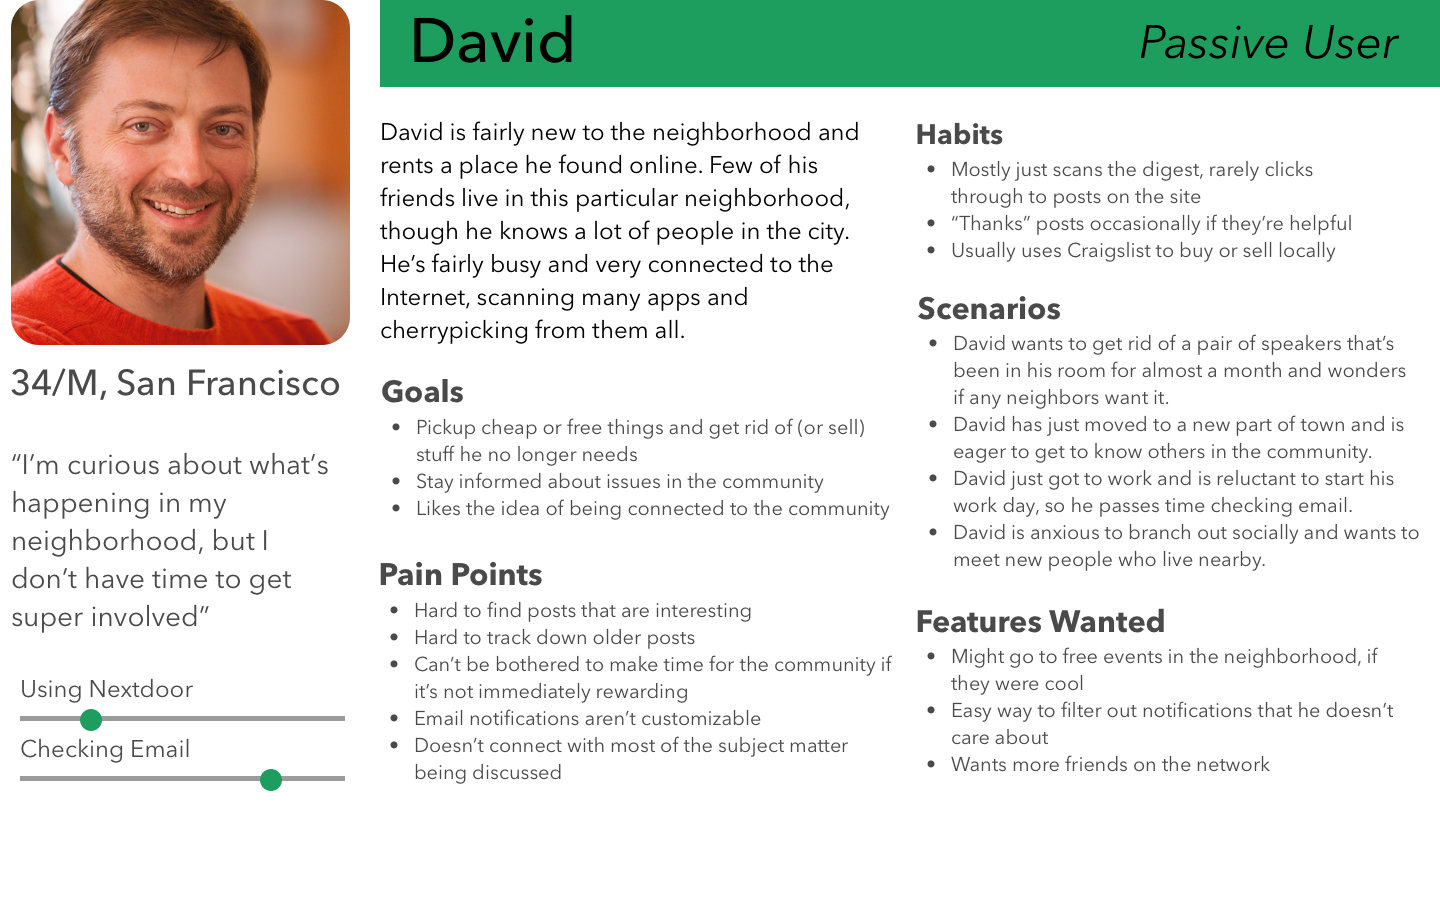 David
Passive User
34/M, San Francisco
“I’m curious about what’s
happening in my
neighborhood, but I
don’t have time to get
super involved”
Using Nextdoor
Checking Email
David is fairly new to the neighborhood and
rents a place he found online. Few of his
friends live in this particular neighborhood,
though he knows a lot of people in the city.
He’s fairly busy and very connected to the
Internet, scanning many apps and
cherrypicking from them all.
Goals
• Pickup cheap or free things and get rid of (or sell)
stuff he no longer needs
• Stay informed about issues in the community
• Likes the idea of being connected to the community
Pain Points
• Hard to find posts that are interesting
• Hard to track down older posts
• Can’t be bothered to make time for the community if
it’s not immediately rewarding
• Email notifications aren’t customizable
• Doesn’t connect with most of the subject matter
being discussed
Habits
• Mostly just scans the digest, rarely clicks
through to posts on the site
• “Thanks” posts occasionally if they’re helpful
• Usually uses Craigslist to buy or sell locally
Scenarios
• David wants to get rid of a pair of speakers that’s
been in his room for almost a month and wonders
if any neighbors want it.
• David has just moved to a new part of town and is
eager to get to know others in the community.
• David just got to work and is reluctant to start his
work day, so he passes time checking email.
• David is anxious to branch out socially and wants to
meet new people who live nearby.
Features Wanted
• Might go to free events in the neighborhood, if
they were cool
• Easy way to filter out notifications that he doesn’t
care about
• Wants more friends on the network